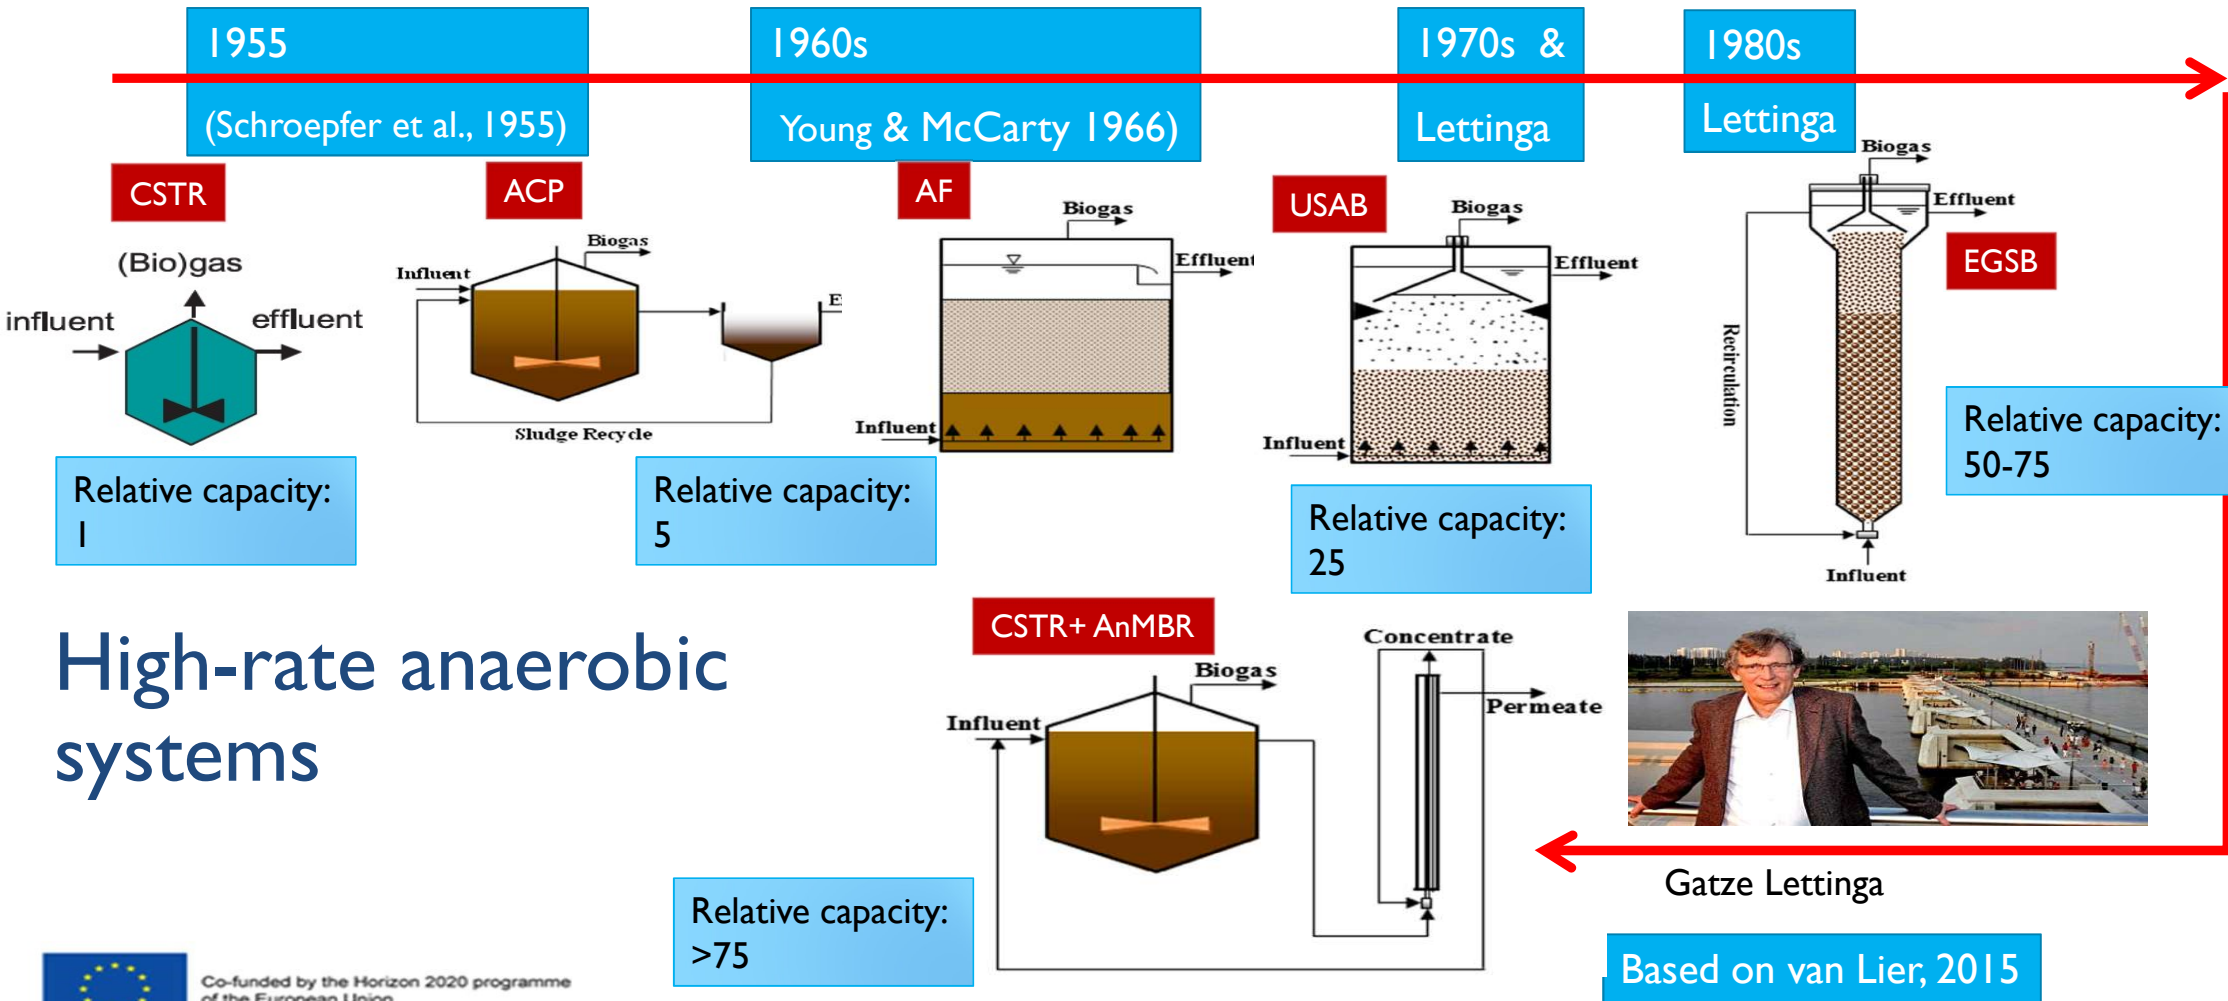 1955
(Schroepfer et al., 1955)
1960s
Young & McCarty 1966)
1970s &
Lettinga
1980s
Lettinga
CSTR
(Bio)gas
influent
effluent
Relative capacity:
1
ACP
Biogas
Influent
Sludge Recycle
Relative capacity:
5
AF
Biogas
Effluent
Influent
USAB
Biogas
Effluent
Influent
Relative capacity:
25
Biogas
Effluent
EGSB
Recirculation
Influent
Relative capacity:
50-75
High-rate anaerobic
systems
CSTR+ AnMBR
Biogas
Influent
Concentrate
Permeate
Relative capacity:
>75
Gatze Lettinga
Based on van Lier, 2015
Co-funded by the Horizon 2020 programme
of the European Union